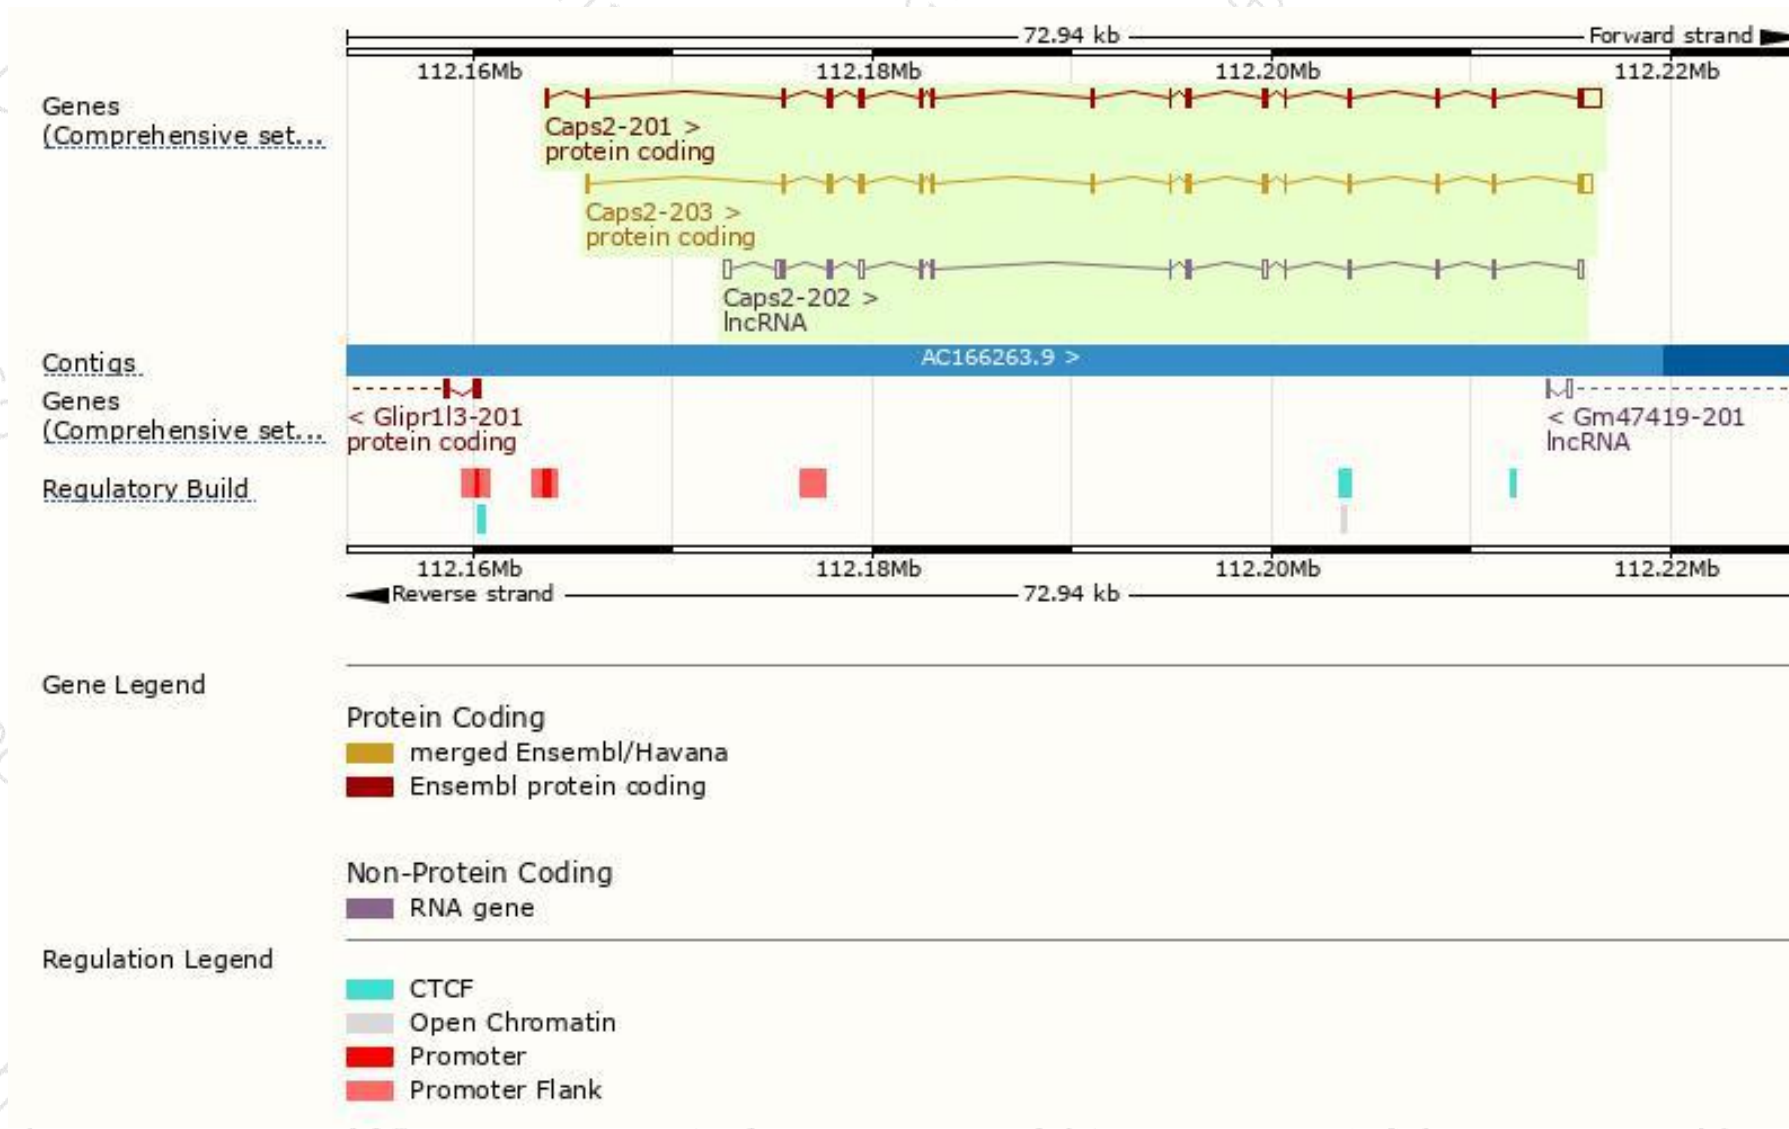 72.94 kb Forward strand
112.16Mb 112.18Mb 112.20Mb 112.22Mb
Genes
(Comprehensive set...
Caps2-201 >
protein coding
Caps2-203 >
protein coding
Caps2-202 >
lncRNA
Contigs AC166263.9 >
Genes
(Comprehensive set...
< Glipr1l3-201 < Gm47419-201
protein coding lncRNA
Regulatory Build
112.16Mb 112.18Mb 112.20Mb 112.22Mb
Reverse strand 72.94 kb
Gene Legend
Protein Coding
merged Ensembl/Havana
Ensembl protein coding
Non-Protein Coding
RNA gene
Regulation Legend
CTCF
Open Chromatin
Promoter
Promoter Flank